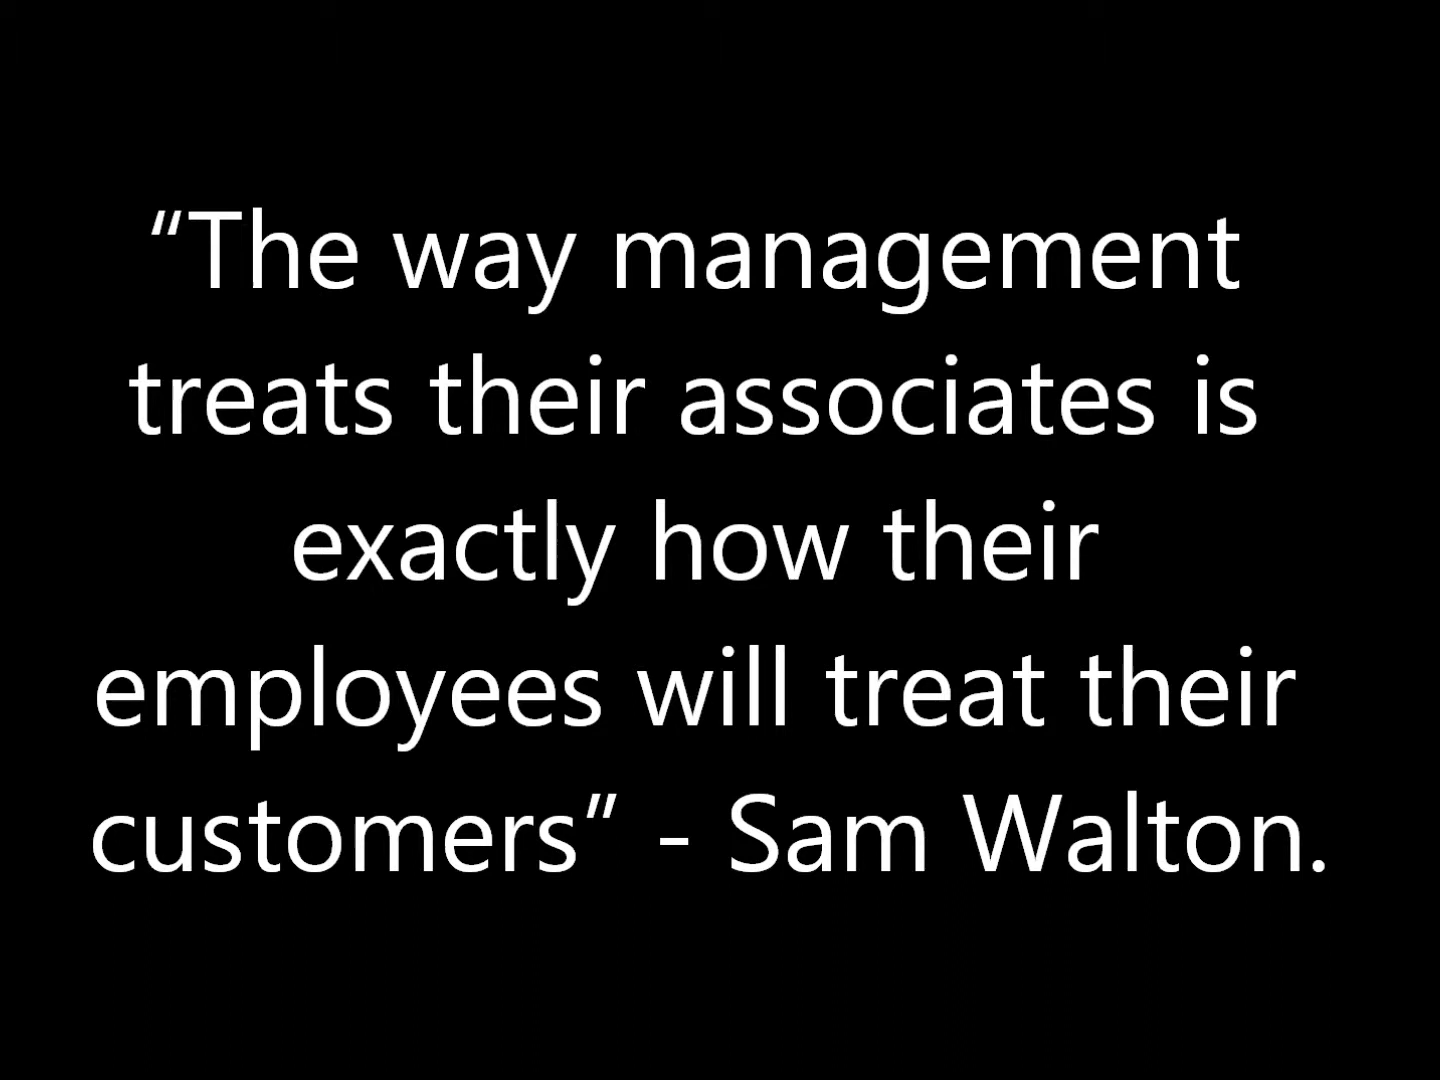 “The way management
treats their associates is
exactly how their
employees will treat their
customers” - Sam Walton.